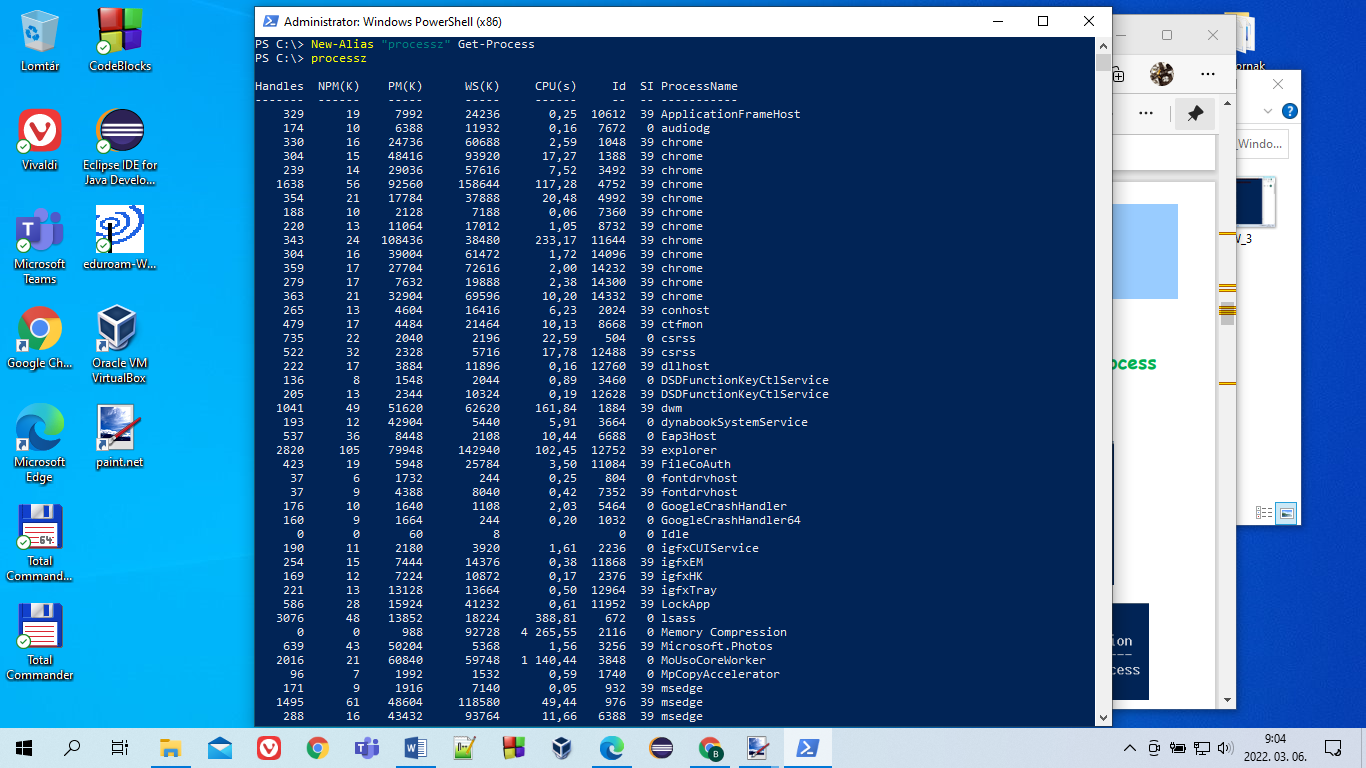 Administrator: Windows PowerShell (x86)
PS C:\> New-Alias "processz" Get-Process
PS C:\> processz
Handles NPM(K) PM(K) WS(K) CPU(s) Id SI ProcessName
------- ------ ----- ----- ------ -- -- -----------
329 19 7992 24236 0,25 10612 39 ApplicationFrameHost
174 10 6388 11932 0,16 7672 0 audiodg
330 16 24736 60688 2,59 1048 39 chrome
304 15 48416 93920 17,27 1388 39 chrome
239 14 29036 57616 7,52 3492 39 chrome
1638 56 92560 158644 117,28 4752 39 chrome
354 21 17784 37888 20,48 4992 39 chrome
188 10 2128 7188 0,06 7360 39 chrome
220 13 11064 17012 1,05 8732 39 chrome
343 24 108436 38480 233,17 11644 39 chrome
304 16 39004 61472 1,72 14096 39 chrome
359 17 27704 72616 2,00 14232 39 chrome
279 17 7632 19888 2,38 14300 39 chrome
363 21 32904 69596 10,20 14332 39 chrome
265 13 4604 16416 6,23 2024 39 conhost
479 17 4484 21464 10,13 8668 39 ctfmon
735 22 2040 2196 22,59 504 0 csrss
522 32 2328 5716 17,78 12488 39 csrss
222 17 3884 11896 0,16 12760 39 dllhost
136 8 1548 2044 0,89 3460 0 DSDFunctionKeyCtlService
205 13 2344 10324 0,19 12628 39 DSDFunctionKeyCtlService
1041 49 51620 62620 161,84 1884 39 dwm
193 12 42904 5440 5,91 3664 0 dynabookSystemService
537 36 8448 2108 10,44 6688 0 Eap3Host
2820 105 79948 142940 102,45 12752 39 explorer
423 19 5948 25784 3,50 11084 39 FileCoAuth
37 6 1732 244 0,25 804 0 fontdrvhost
37 9 4388 8040 0,42 7352 39 fontdrvhost
176 10 1640 1108 2,03 5464 0 GoogleCrashHandler
160 9 1664 244 0,20 1032 0 GoogleCrashHandler64
0 0 60 8 0 0 Idle
190 11 2180 3920 1,61 2236 0 igfxCUIService
254 15 7444 14376 0,38 11868 39 igfxEM
169 12 7224 10872 0,17 2376 39 igfxHK
221 13 13128 13664 0,50 12964 39 igfxTray
586 28 15924 41232 0,61 11952 39 LockApp
3076 48 13852 18224 388,81 672 0 lsass
0 0 988 92728 4 265,55 2116 0 Memory Compression
639 43 50204 5368 1,56 3256 39 Microsoft.Photos
2016 21 60840 59748 1 140,44 3848 0 MoUsoCoreWorker
96 7 1992 1532 0,59 1740 0 MpCopyAccelerator
171 9 1916 7140 0,05 932 39 msedge
1495 61 48604 118580 49,44 976 39 msedge
288 16 43432 93764 11,66 6388 39 msedge
Lomtár
CodeBlocks
Vivaldi
Eclipse IDE for
Java Develo...
Microsoft
Teams
eduroam-W...
Google Ch...
Oracle VM
VirtualBox
Microsoft
Edge
paint.net
64
Total
Command...
Total
Commander
ornak
_Windo...
V_3
ocess
ion
---
cess
9:04
2022. 03. 06.